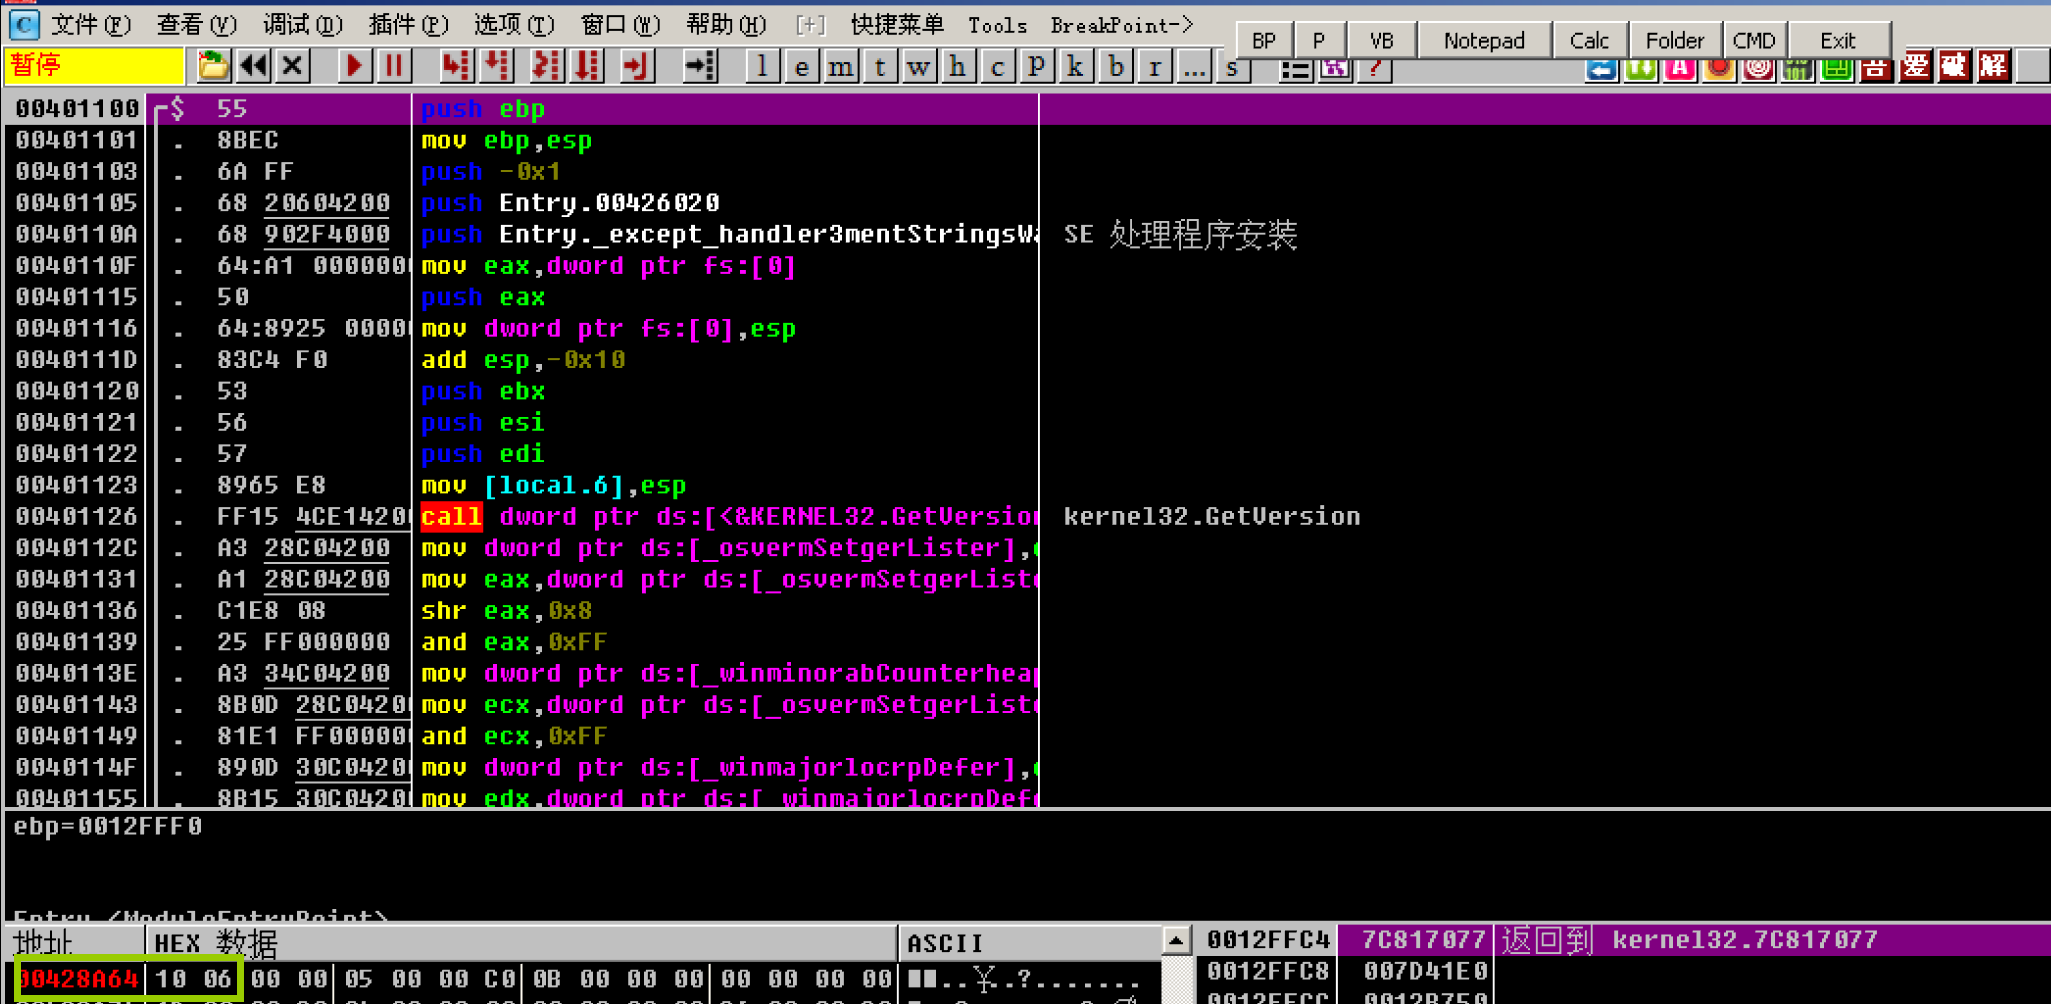 文件(F) 查看(V) 调试(D) 插件(P) 选项(T) 窗口(W) 帮助(H) [+] 快捷菜单 Tools BreakPoint->
BP P VB Notepad Calc Folder CMD Exit
暂停 l e m t w h c P k b r ... s ? 吾 爱 破 解
00401100 $ 55 push ebp
00401101 . 8BEC mov ebp,esp
00401103 . 6A FF push -0x1
00401105 . 68 20604200 push Entry.00426020
0040110A . 68 902F4000 push Entry._except_handler3mentStringsWa SE 处理程序安装
0040110F . 64:A1 0000000 mov eax,dword ptr fs:[0]
00401115 . 50 push eax
00401116 . 64:8925 0000 mov dword ptr fs:[0],esp
0040111D . 83C4 F0 add esp,-0x10
00401120 . 53 push ebx
00401121 . 56 push esi
00401122 . 57 push edi
00401123 . 8965 E8 mov [local.6],esp
00401126 . FF15 4CE1420 call dword ptr ds:[<&KERNEL32.GetVersion kernel32.GetVersion
0040112C . A3 28C04200 mov dword ptr ds:[_osvermSetgerLister],
00401131 . A1 28C04200 mov eax,dword ptr ds:[_osvermSetgerListe
00401136 . C1E8 08 shr eax,0x8
00401139 . 25 FF000000 and eax,0xFF
0040113E . A3 34C04200 mov dword ptr ds:[_winminorabCounterheap
00401143 . 8B0D 28C0420 mov ecx,dword ptr ds:[_osvermSetgerListe
00401149 . 81E1 FF00000 and ecx,0xFF
0040114F . 890D 30C0420 mov dword ptr ds:[_winmajorlocrpDefer],
00401155 . 8B15 30C0420 mov edx,dword ptr ds:[_winmajorlocrpDefe
ebp=0012FFF0
Entry.<ModuleEntryPoint>
地址 HEX 数据 ASCII
00428A64 10 06 00 00 05 00 00 C0 0B 00 00 00 00 00 00 00 ..¥..?.......
0012FFC4 7C817077 返回到 kernel32.7C817077
0012FFC8 007D41E0
0012FFCC 0012B750